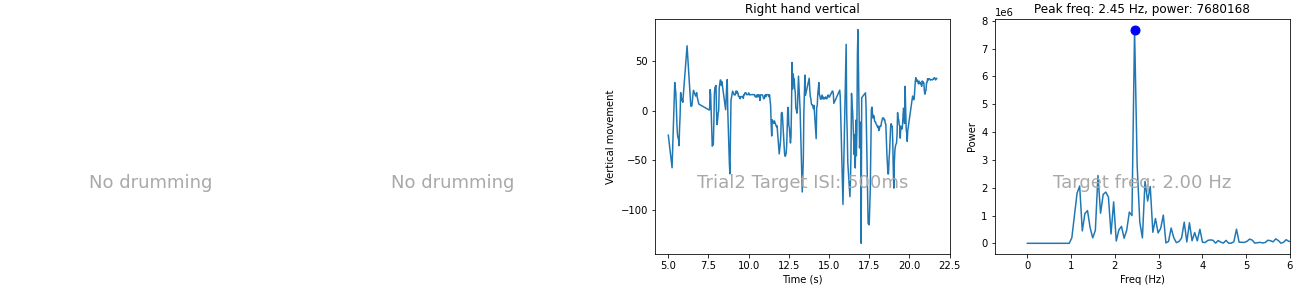 No drumming
No drumming
Right hand vertical
Vertical movement
50
0
−50
−100
Trial2 Target ISI: 500ms
5.0 7.5 10.0 12.5 15.0 17.5 20.0 22.5
Time (s)
Peak freq: 2.45 Hz, power: 7680168
1e6
Power
8
7
6
5
4
3
2
1
0
Target freq: 2.00 Hz
0 1 2 3 4 5 6
Freq (Hz)